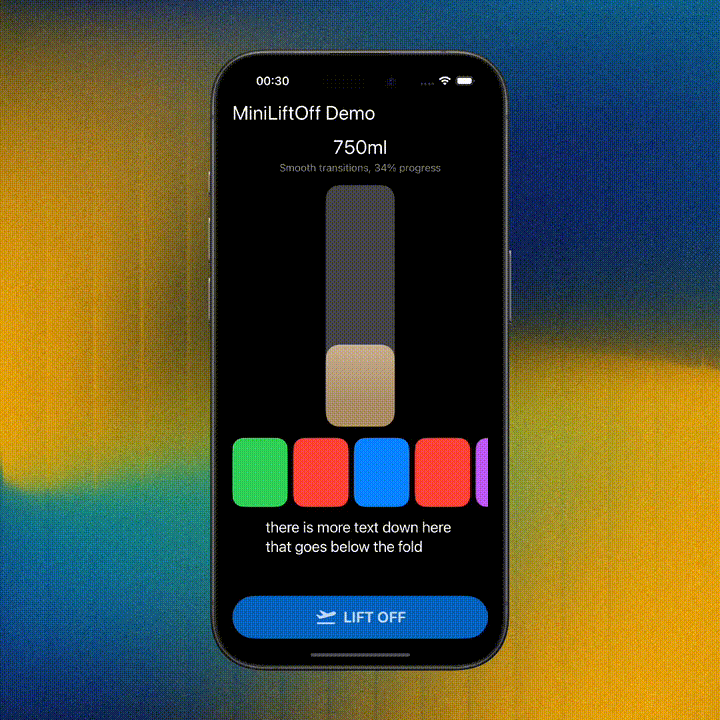 00:30
MiniLiftOff Demo
750ml
Smooth transitions, 34% progress
there is more text down here
that goes below the fold
LIFT OFF